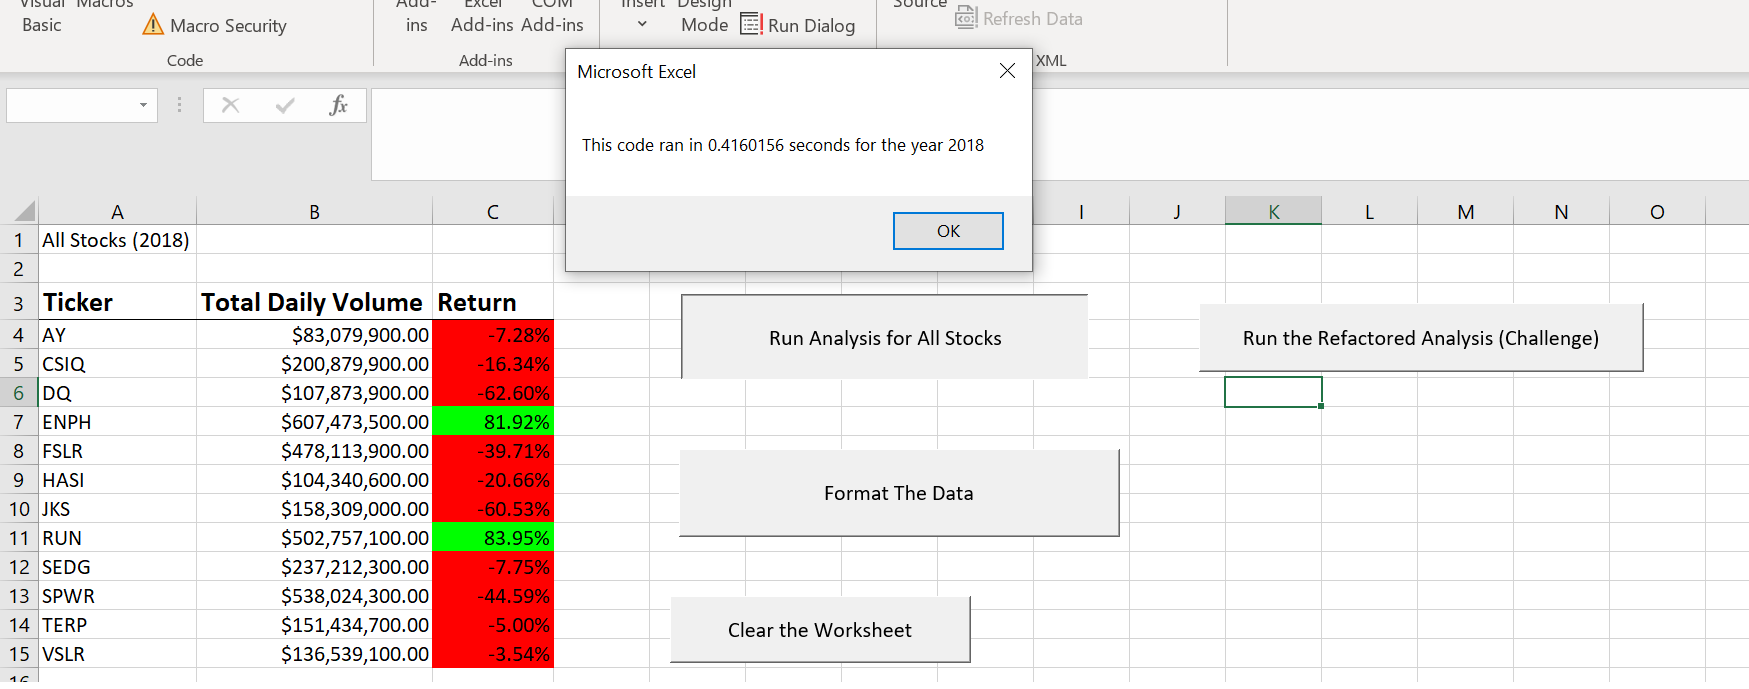 Visual Macros
Basic
Macro Security
Code
Add-
ins
Excel
Add-ins
COM
Add-ins
Add-ins
Insert
Design
Mode
Run Dialog
Source
Refresh Data
XML
Microsoft Excel
This code ran in 0.4160156 seconds for the year 2018
OK
fx
A B C I J K L M N O
1 All Stocks (2018)
2
3 Ticker Total Daily Volume Return
4 AY $83,079,900.00 -7.28%
5 CSIQ $200,879,900.00 -16.34%
6 DQ $107,873,900.00 -62.60%
7 ENPH $607,473,500.00 81.92%
8 FSLR $478,113,900.00 -39.71%
9 HASI $104,340,600.00 -20.66%
10 JKS $158,309,000.00 -60.53%
11 RUN $502,757,100.00 83.95%
12 SEDG $237,212,300.00 -7.75%
13 SPWR $538,024,300.00 -44.59%
14 TERP $151,434,700.00 -5.00%
15 VSLR $136,539,100.00 -3.54%
16
Run Analysis for All Stocks
Run the Refactored Analysis (Challenge)
Format The Data
Clear the Worksheet